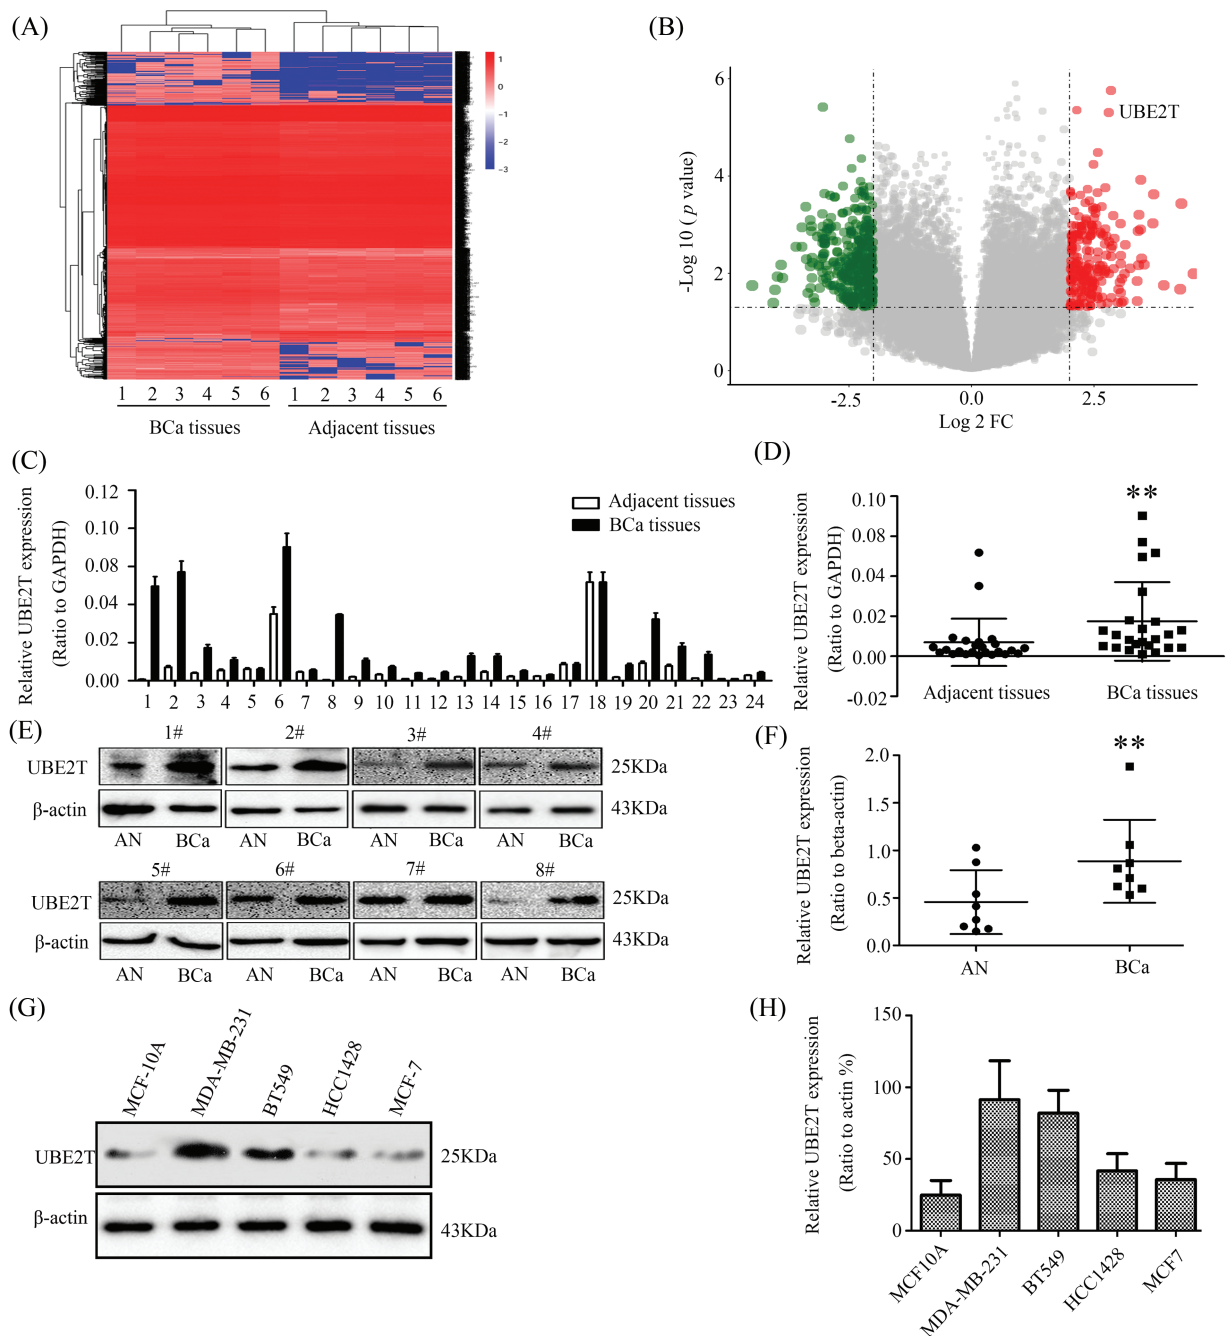 (A)
1
0
−1
−3
1 2 3 4 5 6 1 2 3 4 5 6
BCa tissues Adjacent tissues
(B)
6
4
2
0
-Log 10 ( p value)
UBE2T
-2.5 0.0 2.5
Log 2 FC
(C)
Relative UBE2T expression
(Ratio to GAPDH)
0.12
0.10
0.08
0.04
0.02
0.00
Adjacent tissues
BCa tissues
1 2 3 4 5 6 7 8 9 10 11 12 13 14 15 16 17 18 19 20 21 22 23 24
(D)
Relative UBE2T expression
(Ratio to GAPDH)
0.10
0.08
0.04
0.02
0.00
-0.02
**
Adjacent tissues BCa tissues
(E)
1# 2# 3# 4#
UBE2T 25KDa
β-actin 43KDa
AN BCa AN BCa AN BCa AN BCa
5# 6# 7# 8#
UBE2T 25KDa
β-actin 43KDa
AN BCa AN BCa AN BCa AN BCa
(F)
Relative UBE2T expression
(Ratio to beta-actin)
2.0
1.5
1.0
0.5
0.0
**
AN BCa
(G)
MCF-10A MDA-MB-231 BT549 HCC1428 MCF-7
UBE2T 25KDa
β-actin 43KDa
(H)
Relative UBE2T expression
(Ratio to actin %)
150
100
50
0
MCF10A MDA-MB-231 BT549 HCC1428 MCF7